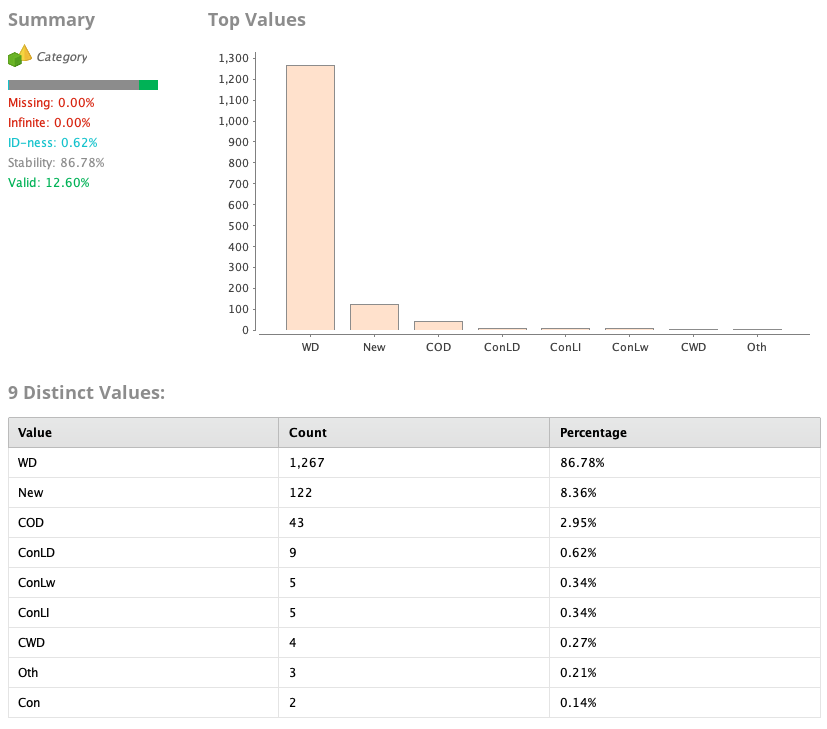 Summary
Category
Missing: 0.00%
Infinite: 0.00%
ID-ness: 0.62%
Stability: 86.78%
Valid: 12.60%
Top Values
1,300
1,200
1,100
1,000
900
800
700
600
500
400
300
200
100
0
WD New COD ConLD ConLI ConLw CWD Oth
9 Distinct Values:
Value Count Percentage
WD 1,267 86.78%
New 122 8.36%
COD 43 2.95%
ConLD 9 0.62%
ConLw 5 0.34%
ConLI 5 0.34%
CWD 4 0.27%
Oth 3 0.21%
Con 2 0.14%